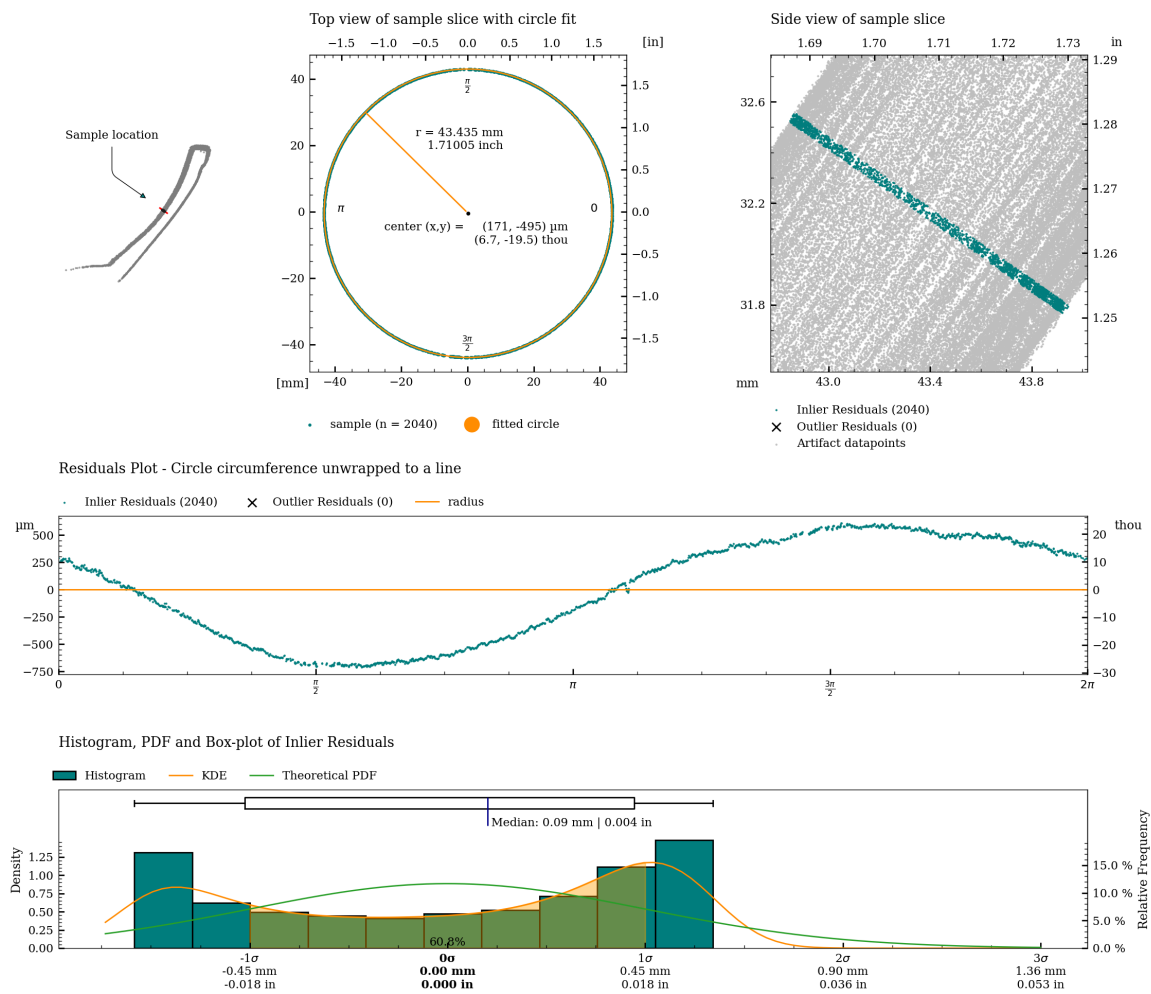 Top view of sample slice with circle fit
Side view of sample slice
−1.5 −1.0 −0.5 0.0 0.5 1.0 1.5 [in]
1.69 1.70 1.71 1.72 1.73 in
Sample location
40
20
0
−20
−40
1.5
1.0
0.5
0.0
−0.5
−1.0
−1.5
π/2
r = 43.435 mm
1.71005 inch
π
0
center (x,y) = (171, -495) µm
(6.7, -19.5) thou
3π/2
[mm] −40 −20 0 20 40
32.6
32.2
31.8
1.29
1.28
1.27
1.26
1.25
mm 43.0 43.4 43.8
sample (n = 2040) fitted circle
Inlier Residuals (2040)
Outlier Residuals (0)
Artifact datapoints
Residuals Plot - Circle circumference unwrapped to a line
Inlier Residuals (2040) Outlier Residuals (0) radius
µm
thou
500
250
0
−250
−500
−750
20
10
0
−10
−20
−30
0 π/2 π 3π/2 2π
Histogram, PDF and Box-plot of Inlier Residuals
Histogram KDE Theoretical PDF
Median: 0.09 mm | 0.004 in
Density
1.25
1.00
0.75
0.50
0.25
0.00
15.0 %
10.0 %
5.0 %
0.0 %
Relative Frequency
60.8%
-1σ 0σ 1σ 2σ 3σ
-0.45 mm 0.00 mm 0.45 mm 0.90 mm 1.36 mm
-0.018 in 0.000 in 0.018 in 0.036 in 0.053 in